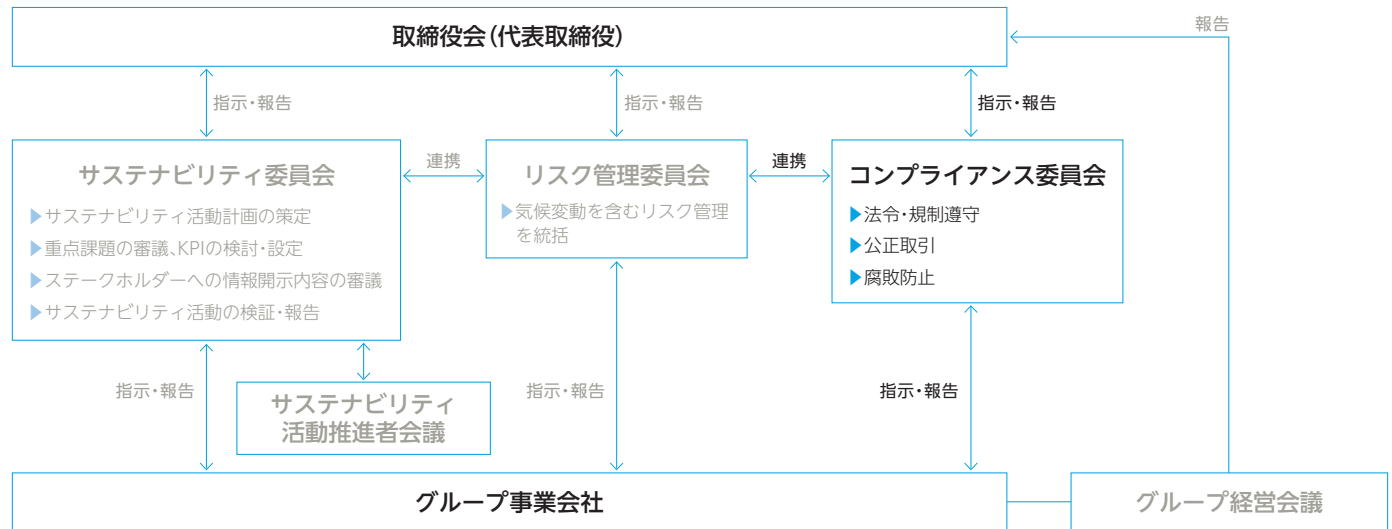 取締役会(代表取締役)
報告
指示・報告
指示・報告
指示・報告
サステナビリティ委員会
▶サステナビリティ活動計画の策定
▶重点課題の審議、KPIの検討・設定
▶ステークホルダーへの情報開示内容の審議
▶サステナビリティ活動の検証・報告
連携
リスク管理委員会
▶気候変動を含むリスク管理
を統括
連携
コンプライアンス委員会
▶法令・規制遵守
▶公正取引
▶腐敗防止
指示・報告
サステナビリティ
活動推進者会議
指示・報告
指示・報告
グループ事業会社
グループ経営会議